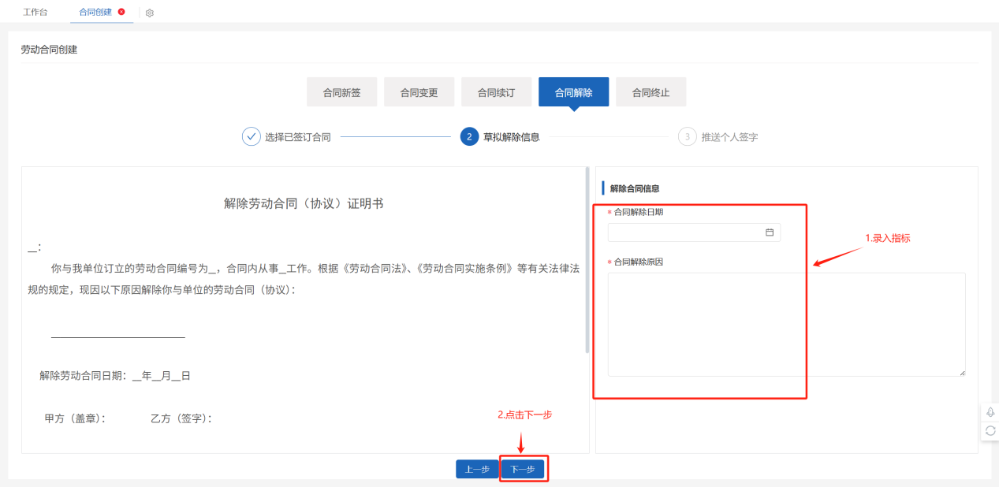 工作台 合同创建
劳动合同创建
合同新签 合同变更 合同续订 合同解除 合同终止
选择已签订合同 2 草拟解除信息 3 推送个人签字
解除劳动合同（协议）证明书
__：
你与我单位订立的劳动合同编号为__，合同内从事__工作。根据《劳动合同法》、《劳动合同实施条例》等有关法律法
规的规定，现因以下原因解除你与单位的劳动合同（协议）：
解除劳动合同日期：__年__月__日
甲方（盖章）： 乙方（签字）：
解除合同信息
* 合同解除日期
* 合同解除原因
1.录入指标
2.点击下一步
上一步 下一步